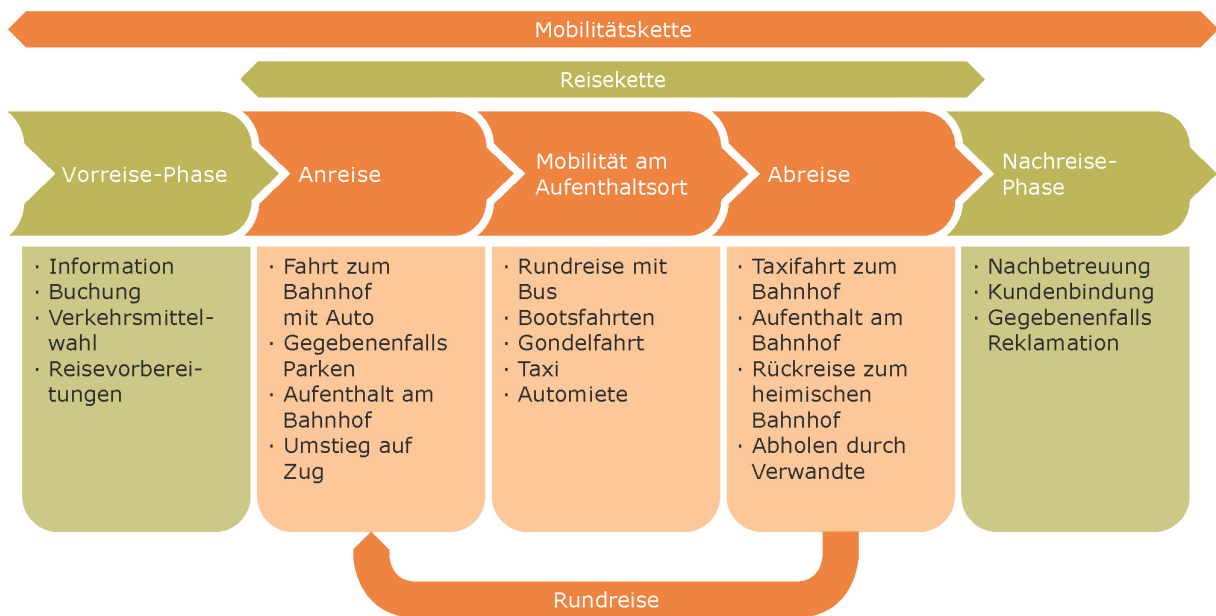 Mobilitätskette
Reisekette
Vorreise-Phase
Anreise
Mobilität am
Aufenthaltsort
Abreise
Nachreise-
Phase
· Information
· Buchung
· Verkehrsmittel-
wahl
· Reisevorberei-
tungen
· Fahrt zum
Bahnhof
mit Auto
· Gegebenenfalls
Parken
· Aufenthalt am
Bahnhof
· Umstieg auf
Zug
· Rundreise mit
Bus
· Bootsfahrten
· Gondelfahrt
· Taxi
· Automiete
· Taxifahrt zum
Bahnhof
· Aufenthalt am
Bahnhof
· Rückreise zum
heimischen
Bahnhof
· Abholen durch
Verwandte
· Nachbetreuung
· Kundenbindung
· Gegebenenfalls
Reklamation
Rundreise